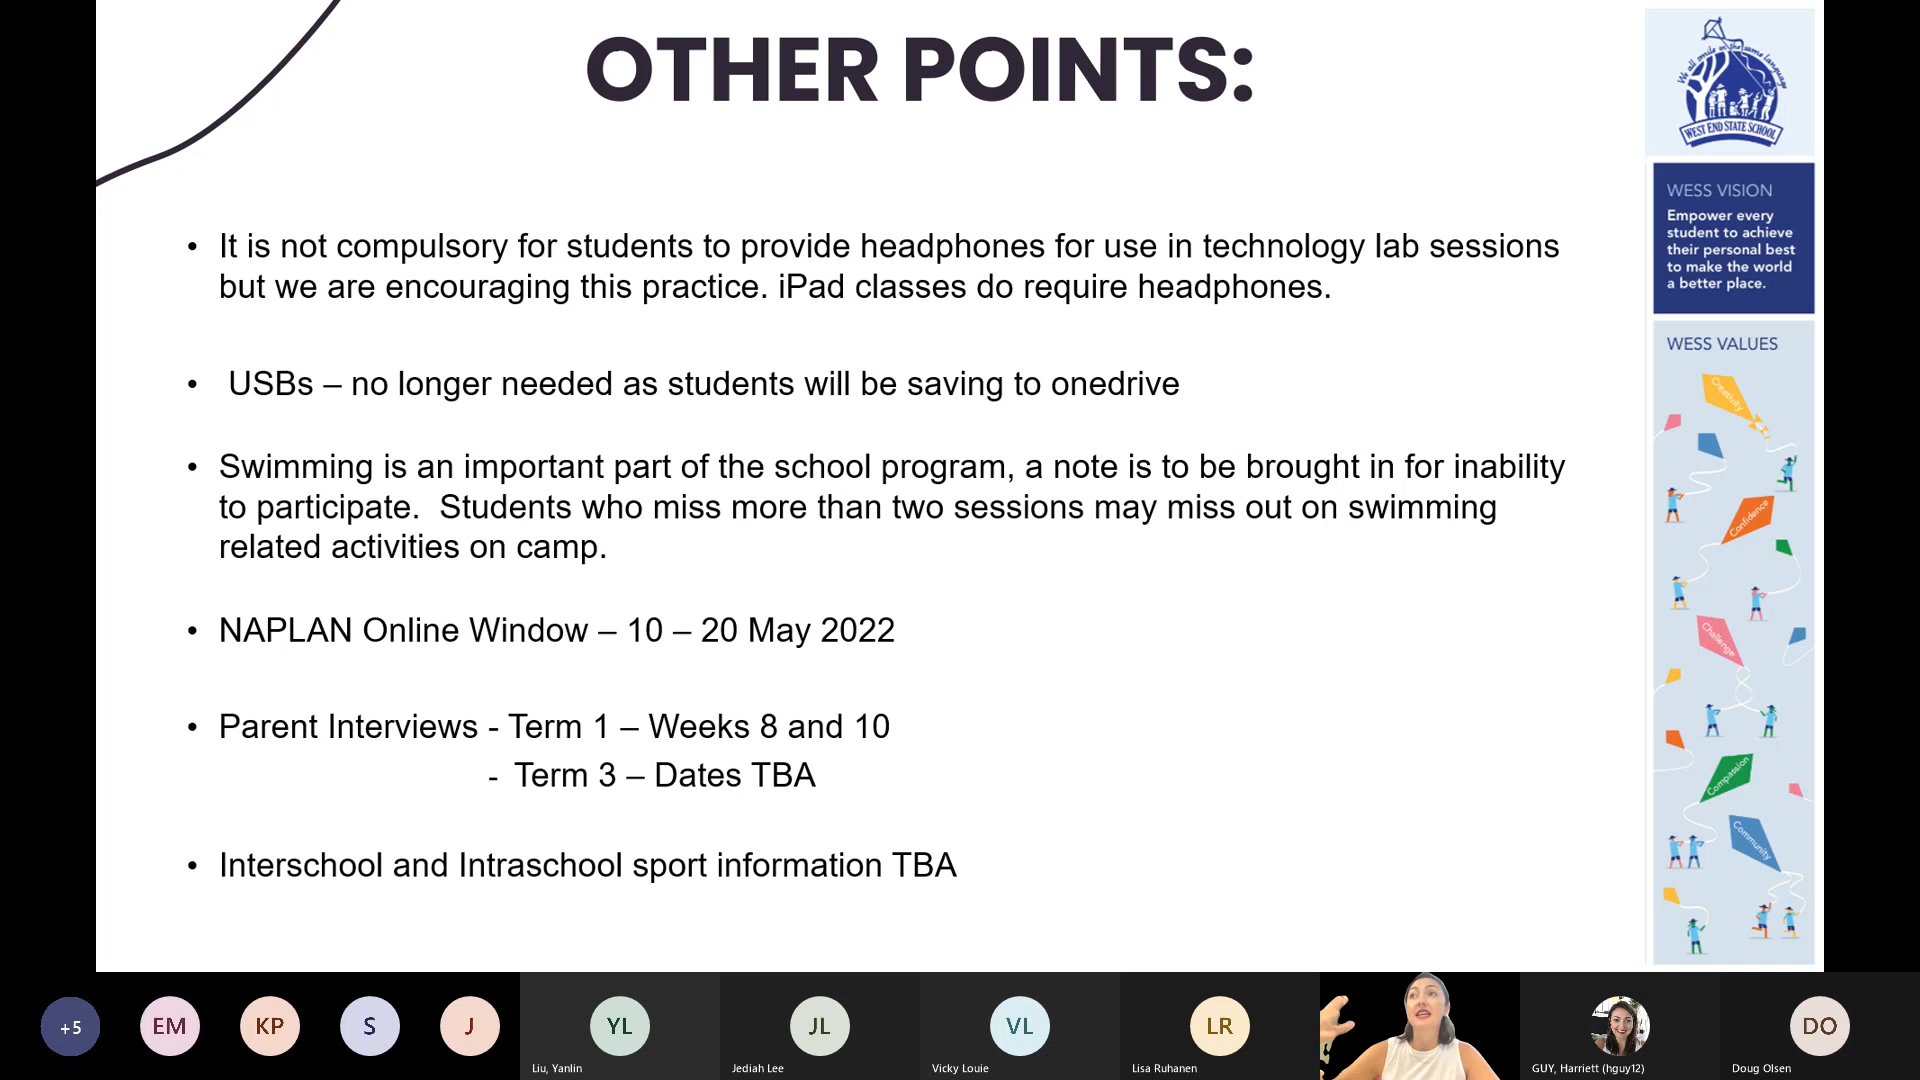 OTHER POINTS:
We all smile in the same language
WEST END STATE SCHOOL
• It is not compulsory for students to provide headphones for use in technology lab sessions
but we are encouraging this practice. iPad classes do require headphones.
• USBs – no longer needed as students will be saving to onedrive
• Swimming is an important part of the school program, a note is to be brought in for inability
to participate.  Students who miss more than two sessions may miss out on swimming
related activities on camp.
• NAPLAN Online Window – 10 – 20 May 2022
• Parent Interviews - Term 1 – Weeks 8 and 10
- Term 3 – Dates TBA
• Interschool and Intraschool sport information TBA
WESS VISION
Empower every
student to achieve
their personal best
to make the world
a better place.
WESS VALUES
Creativity
Confidence
Challenge
Compassion
Community
+5
EM
KP
S
J
YL
JL
VL
LR
DO
Liu, Yanlin
Jediah Lee
Vicky Louie
Lisa Ruhanen
GUY, Harriett (hguy12)
Doug Olsen